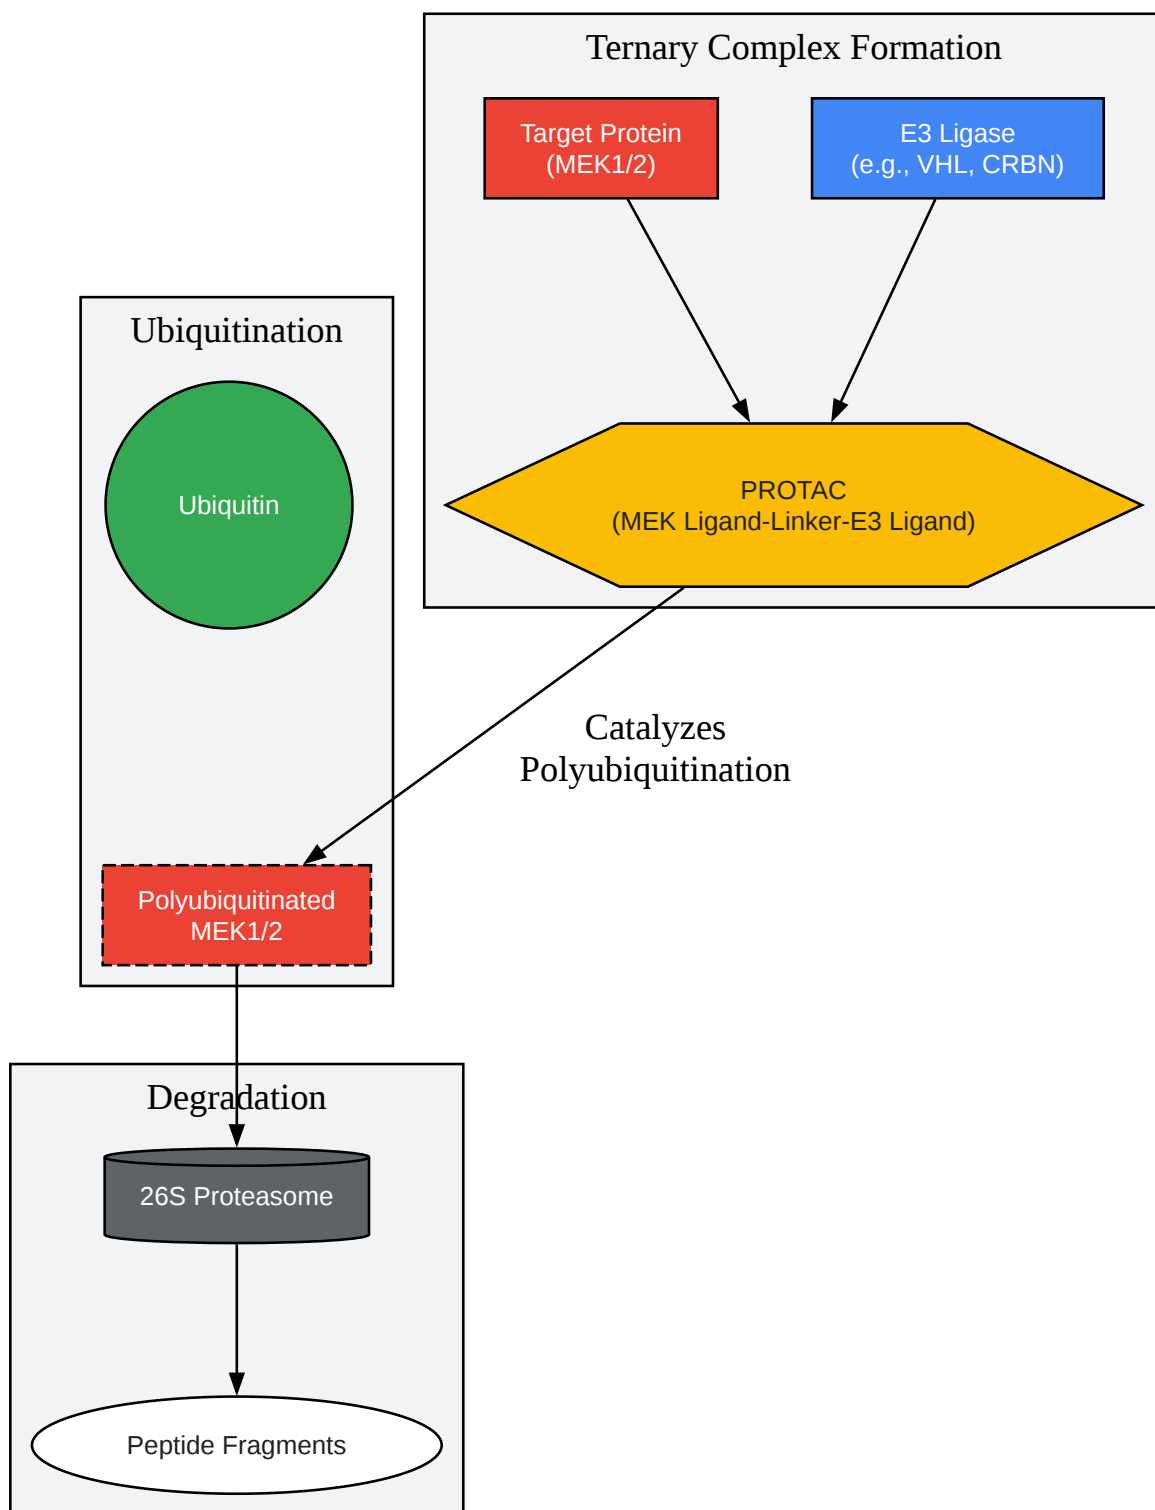 Ternary Complex Formation
Target Protein
(MEK1/2)
E3 Ligase
(e.g., VHL, CRBN)
Ubiquitination
Ubiquitin
PROTAC
(MEK Ligand-Linker-E3 Ligand)
Catalyzes
Polyubiquitination
Polyubiquitinated
MEK1/2
Degradation
26S Proteasome
Peptide Fragments